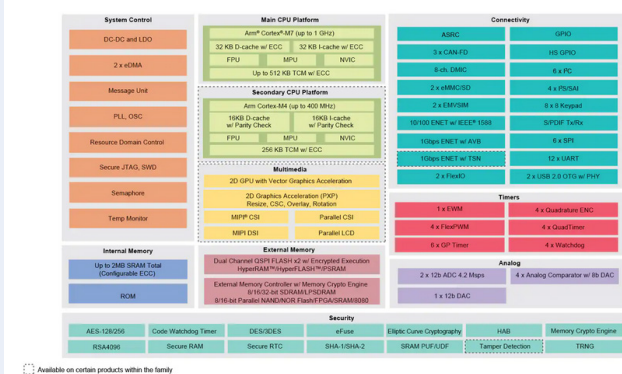 System Control
DC-DC and LDO
2 x eDMA
Message Unit
PLL, OSC
Resource Domain Control
Secure JTAG, SWD
Semaphore
Temp Monitor
Internal Memory
Up to 2MB SRAM Total
(Configurable ECC)
ROM
Main CPU Platform
Arm® Cortex®-M7 (up to 1 GHz)
32 KB D-cache w/ ECC
32 KB I-cache w/ ECC
FPU
MPU
NVIC
Up to 512 KB TCM w/ ECC
Secondary CPU Platform
Arm Cortex-M4 (up to 400 MHz)
16KB D-cache
w/ Parity Check
16KB I-cache
w/ Parity Check
FPU
MPU
NVIC
256 KB TCM w/ ECC
Multimedia
2D GPU with Vector Graphics Acceleration
2D Graphics Acceleration (PXP)
Resize, CSC, Overlay, Rotation
MIPI® CSI
Parallel CSI
MIPI DSI
Parallel LCD
External Memory
Dual Channel QSPI FLASH x2 w/ Encrypted Execution
HyperRAM™/HyperFLASH™/PSRAM
External Memory Controller w/ Memory Crypto Engine
8/16/32-bit SDRAM/LPSDRAM
8/16-bit Parallel NAND/NOR Flash/FPGA/SRAM/8080
Connectivity
ASRC
GPIO
3 x CAN-FD
HS GPIO
8-ch. DMIC
6 x I²C
2 x eMMC/SD
4 x I²S/SAI
2 x EMVSIM
8 x 8 Keypad
10/100 ENET w/ IEEE® 1588
S/PDIF Tx/Rx
1Gbps ENET w/ AVB
6 x SPI
1Gbps ENET w/ TSN
12 x UART
2 x FlexIO
2 x USB 2.0 OTG w/ PHY
Timers
1 x EWM
4 x Quadrature ENC
4 x FlexPWM
4 x QuadTimer
6 x GP Timer
4 x Watchdog
Analog
2 x 12b ADC 4.2 Msps
4 x Analog Comparator w/ 8b DAC
1 x 12b DAC
Security
AES-128/256
Code Watchdog Timer
DES/3DES
eFuse
Elliptic Curve Cryptography
HAB
Memory Crypto Engine
RSA4096
Secure RAM
Secure RTC
SHA-1/SHA-2
SRAM PUF/UDF
Tamper Detection
TRNG
Available on certain products within the family